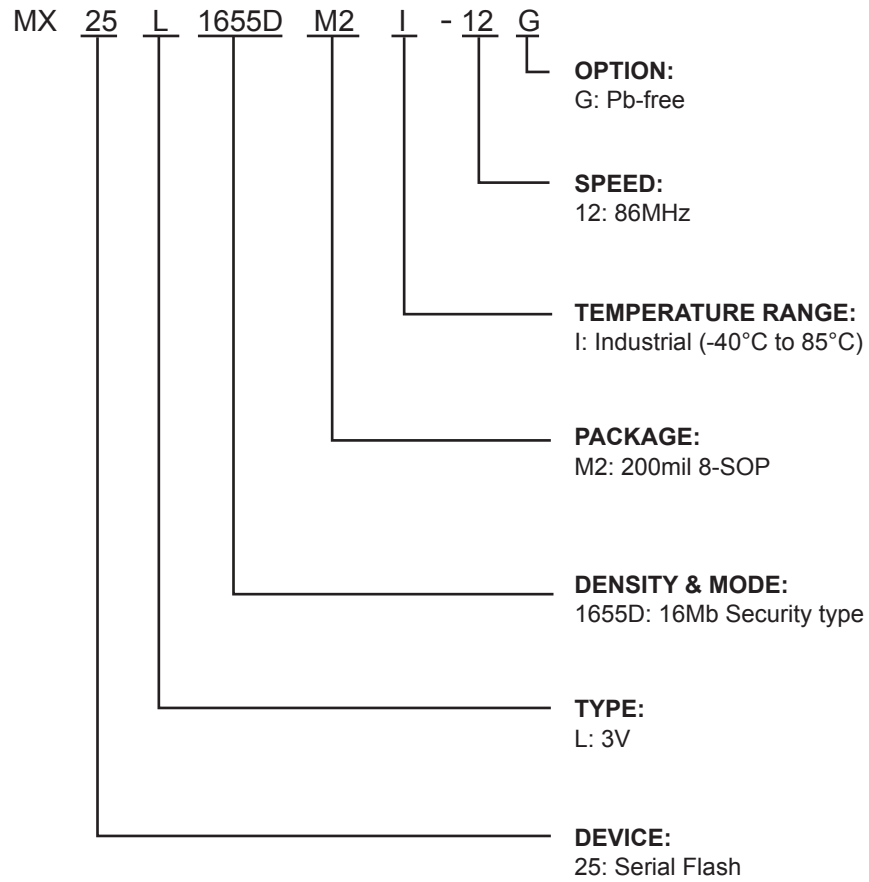 MX 25 L 1655D M2 I - 12 G
OPTION:
G: Pb-free
SPEED:
12: 86MHz
TEMPERATURE RANGE:
I: Industrial (-40°C to 85°C)
PACKAGE:
M2: 200mil 8-SOP
DENSITY & MODE:
1655D: 16Mb Security type
TYPE:
L: 3V
DEVICE:
25: Serial Flash